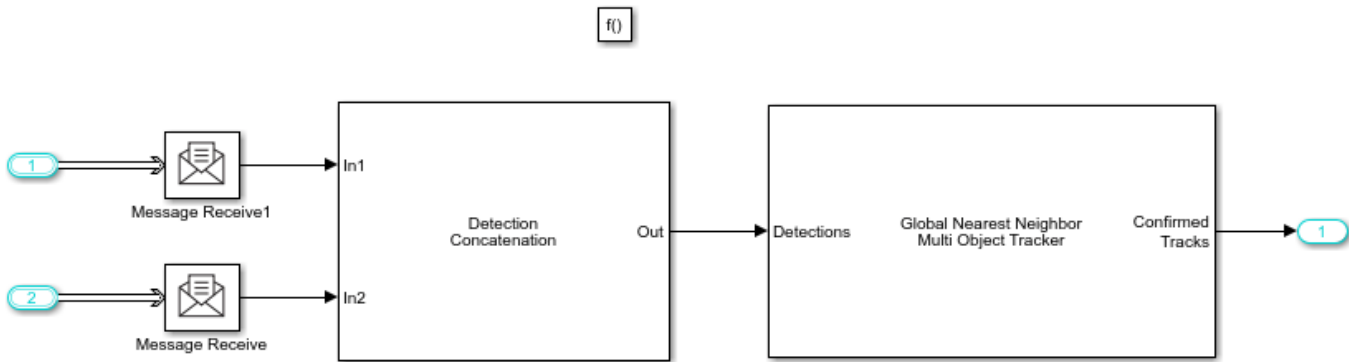 f()
1
Message Receive1
In1
Detection
Concatenation
Out
Detections
Global Nearest Neighbor
Multi Object Tracker
Confirmed
Tracks
1
2
Message Receive
In2